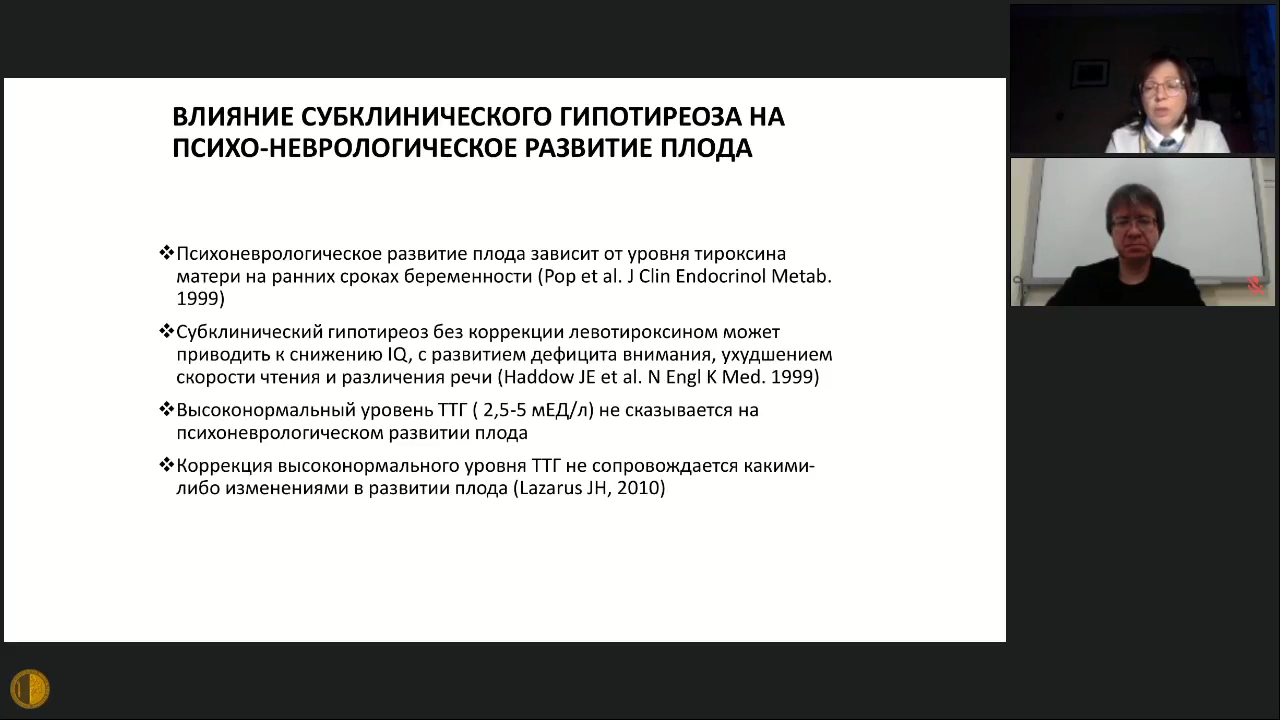 ВЛИЯНИЕ СУБКЛИНИЧЕСКОГО ГИПОТИРЕОЗА НА
ПСИХО-НЕВРОЛОГИЧЕСКОЕ РАЗВИТИЕ ПЛОДА
❖Психоневрологическое развитие плода зависит от уровня тироксина
матери на ранних сроках беременности (Pop et al. J Clin Endocrinol Metab.
1999)
❖Субклинический гипотиреоз без коррекции левотироксином может
приводить к снижению IQ, с развитием дефицита внимания, ухудшением
скорости чтения и различения речи (Haddow JE et al. N Engl K Med. 1999)
❖Высоконормальный уровень ТТГ ( 2,5-5 мЕД/л) не сказывается на
психоневрологическом развитии плода
❖Коррекция высоконормального уровня ТТГ не сопровождается какими-
либо изменениями в развитии плода (Lazarus JH, 2010)